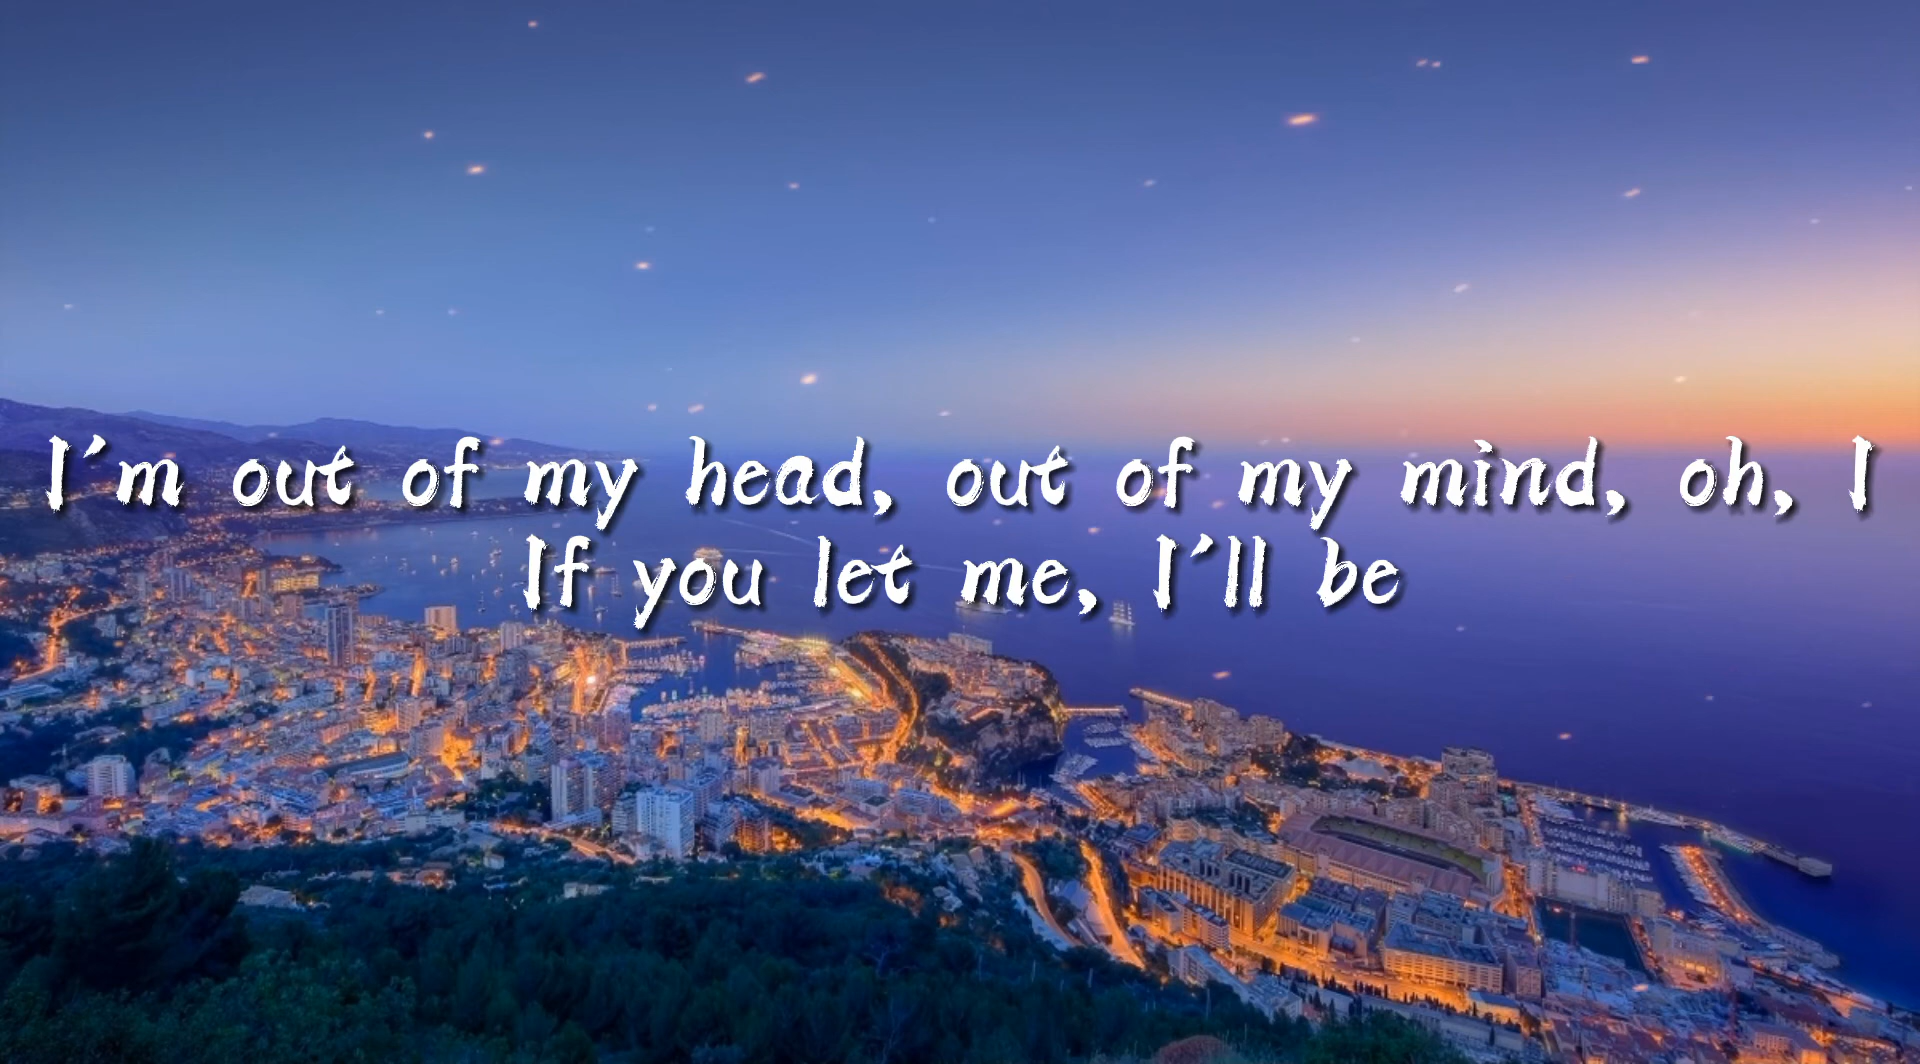 I'm out of my head, out of my mind, oh, I
If you let me, I'll be